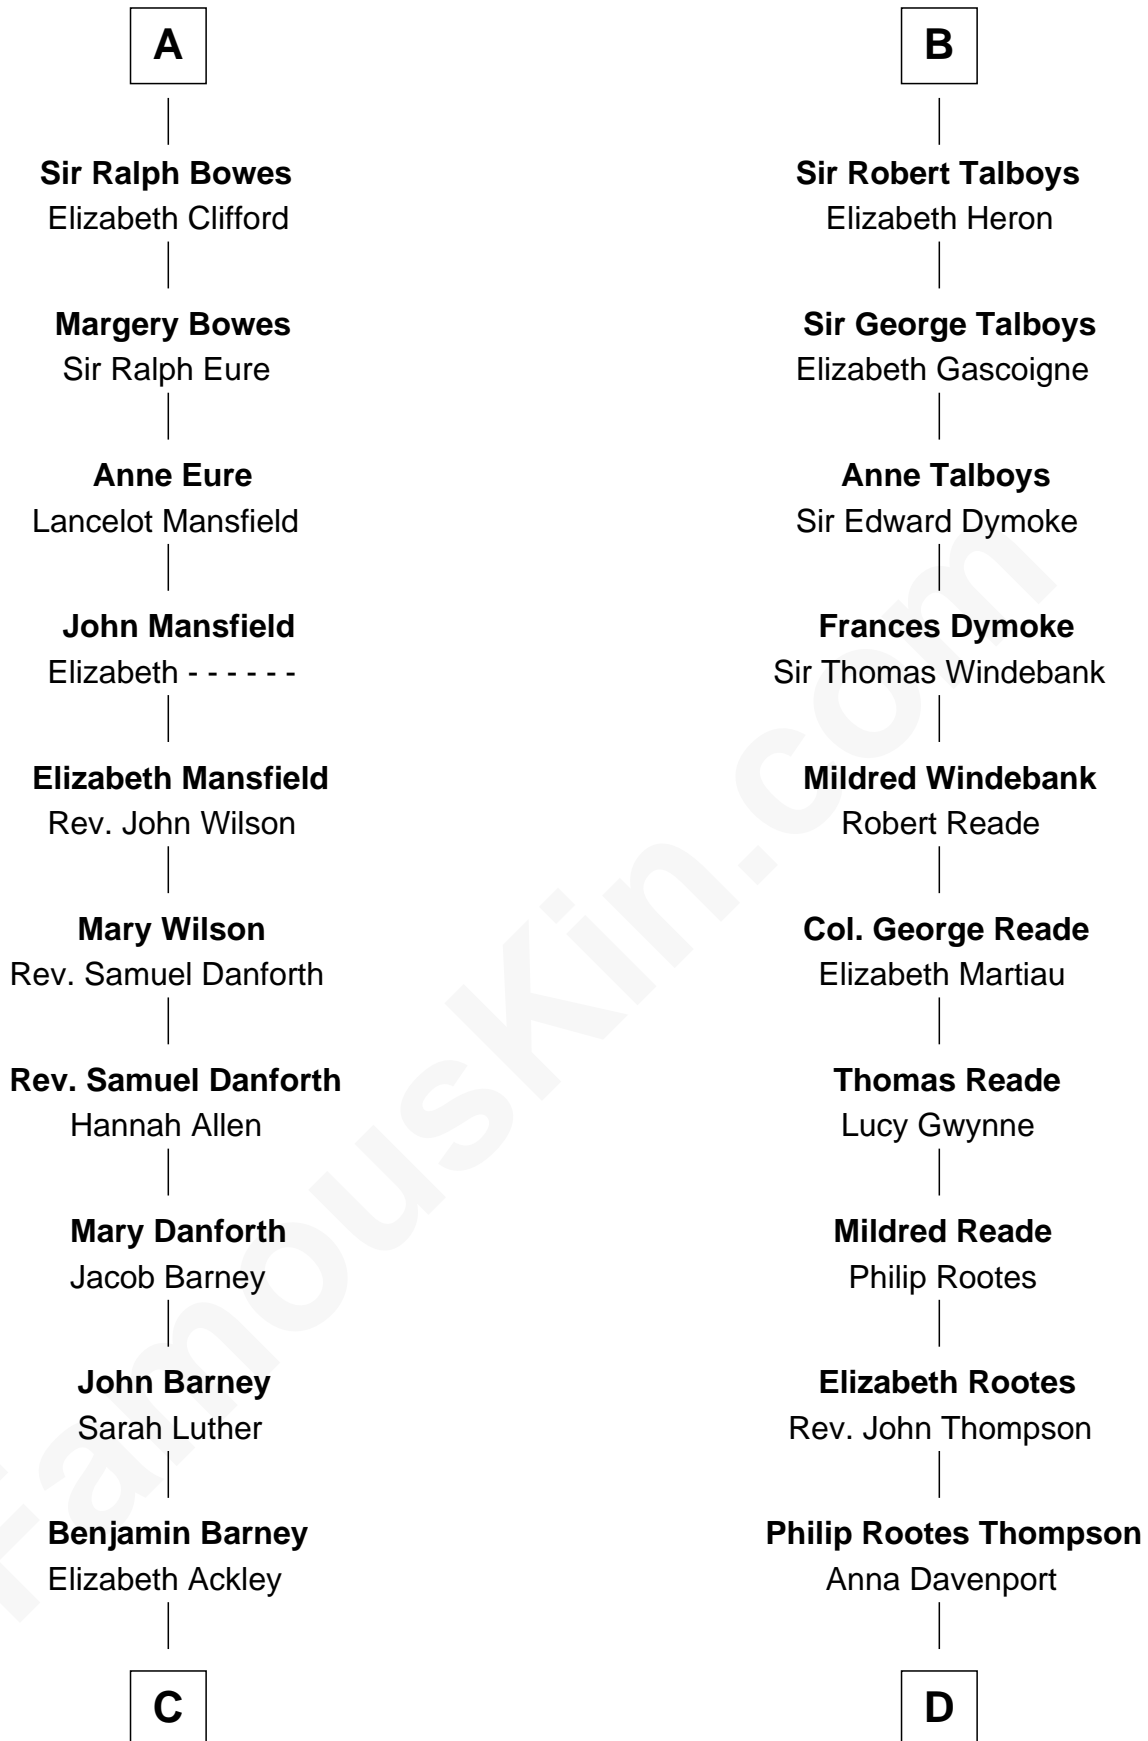 A
Sir Ralph Bowes
Elizabeth Clifford
Margery Bowes
Sir Ralph Eure
Anne Eure
Lancelot Mansfield
John Mansfield
Elizabeth - - - - - -
Elizabeth Mansfield
Rev. John Wilson
Mary Wilson
Rev. Samuel Danforth
Rev. Samuel Danforth
Hannah Allen
Mary Danforth
Jacob Barney
John Barney
Sarah Luther
Benjamin Barney
Elizabeth Ackley
C
B
Sir Robert Talboys
Elizabeth Heron
Sir George Talboys
Elizabeth Gascoigne
Anne Talboys
Sir Edward Dymoke
Frances Dymoke
Sir Thomas Windebank
Mildred Windebank
Robert Reade
Col. George Reade
Elizabeth Martiau
Thomas Reade
Lucy Gwynne
Mildred Reade
Philip Rootes
Elizabeth Rootes
Rev. John Thompson
Philip Rootes Thompson
Anna Davenport
D
FamousKin.com